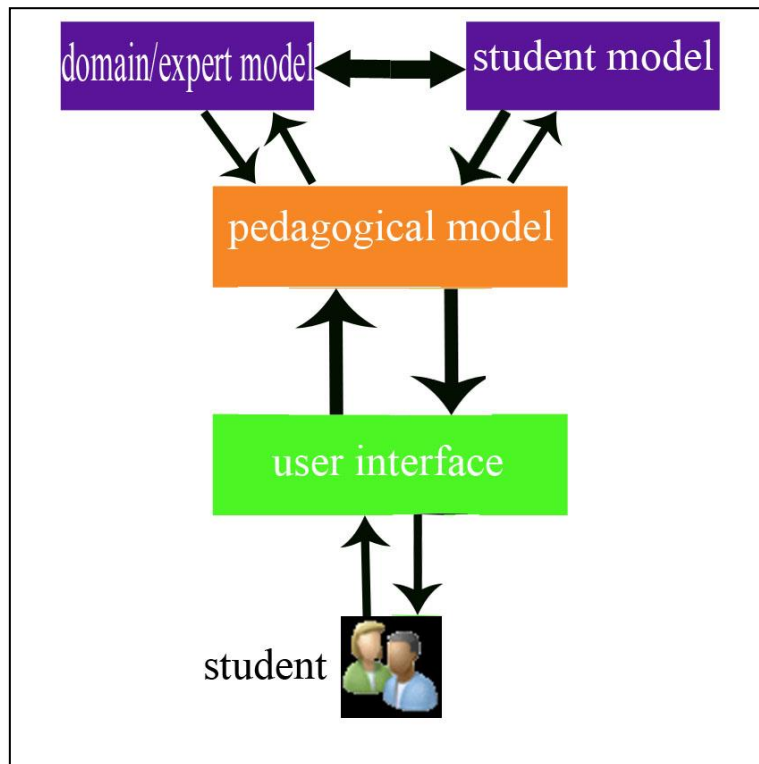 domain/expert model
student model
pedagogical model
user interface
student